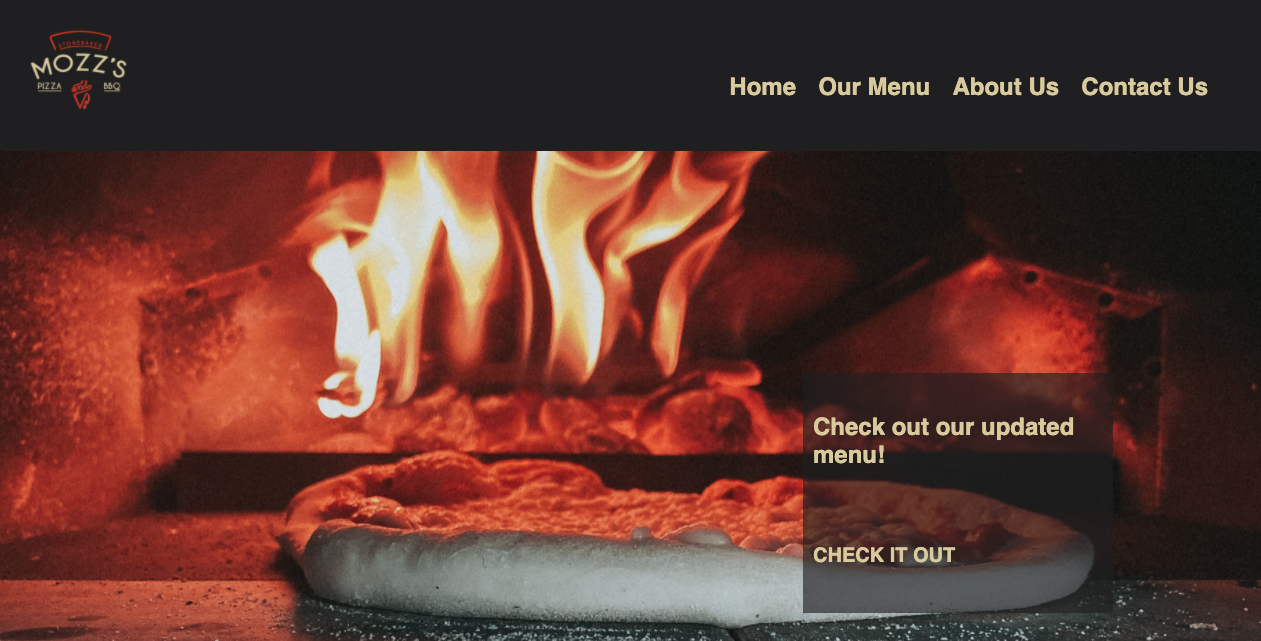 STONEBAKED
MOZZ'S
PIZZA and BBQ
Home Our Menu About Us Contact Us
Check out our updated
menu!
CHECK IT OUT